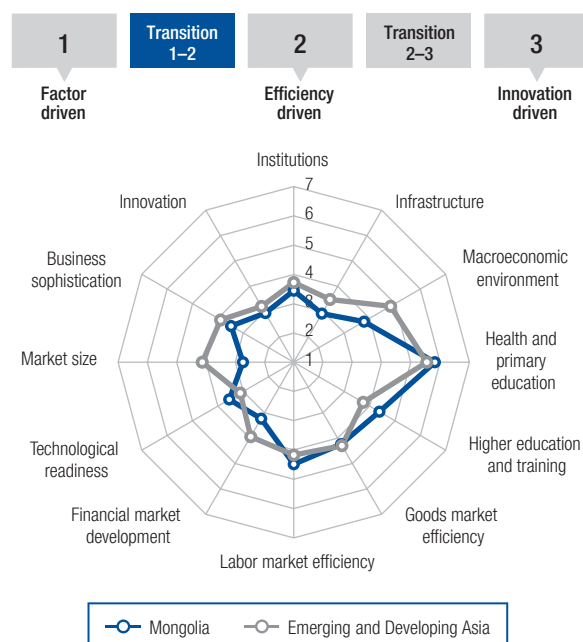 1
Transition
1–2
2
Transition
2–3
3
Factor
driven
Efficiency
driven
Innovation
driven
Institutions
Infrastructure
Macroeconomic
environment
Health and
primary
education
Higher education
and training
Goods market
efficiency
Labor market efficiency
Financial market
development
Technological
readiness
Market size
Business
sophistication
Innovation
7
6
5
4
3
2
1
Mongolia
Emerging and Developing Asia